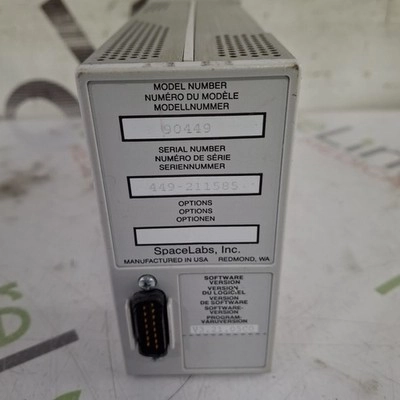 MODEL NUMBER
NUMÉRO DU MODÈLE
MODELLNUMMER
90449
SERIAL NUMBER
NUMÉRO DE SÉRIE
SERIENNUMMER
449-211585
OPTIONS
OPTIONS
OPTIONEN
SpaceLabs, Inc.
MANUFACTURED IN USA REDMOND, WA
SOFTWARE
VERSION
VERSION
DU LOGICIEL
VERSION
DE SOFTWARE
SOFTWARE-
VERSION
PROGRAM-
VARUVERSION